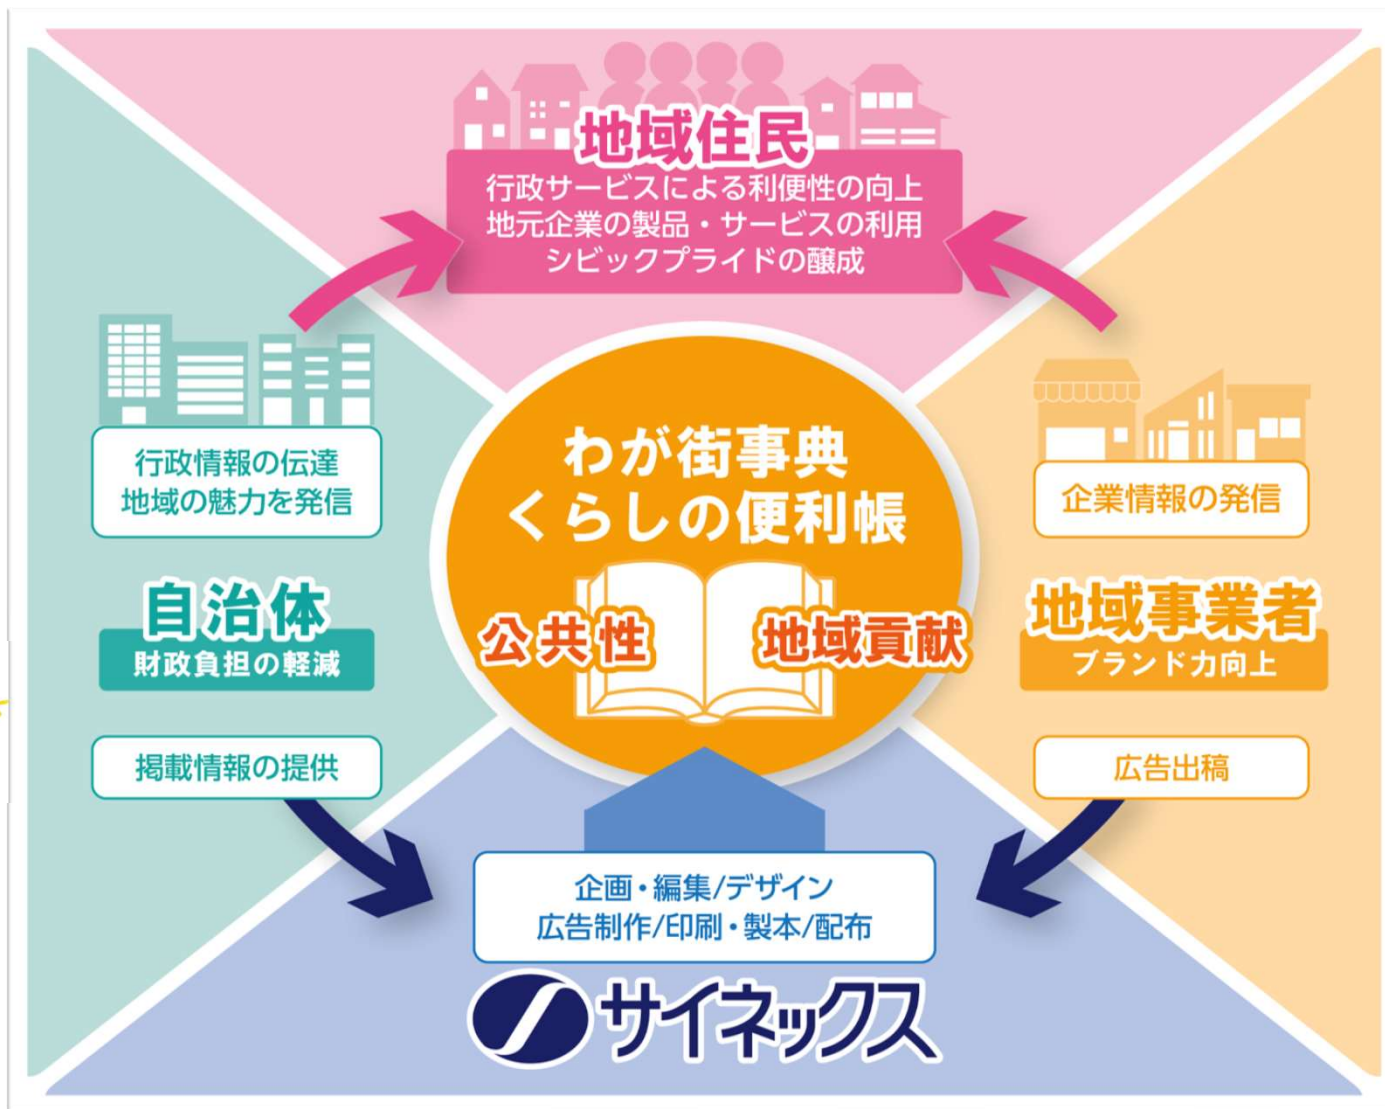 地域住民
行政サービスによる利便性の向上
地元企業の製品・サービスの利用
シビックプライドの醸成
行政情報の伝達
地域の魅力を発信
自治体
財政負担の軽減
掲載情報の提供
わが街事典
くらしの便利帳
公共性
地域貢献
企業情報の発信
地域事業者
ブランド力向上
広告出稿
企画・編集/デザイン
広告制作/印刷・製本/配布
サイネックス